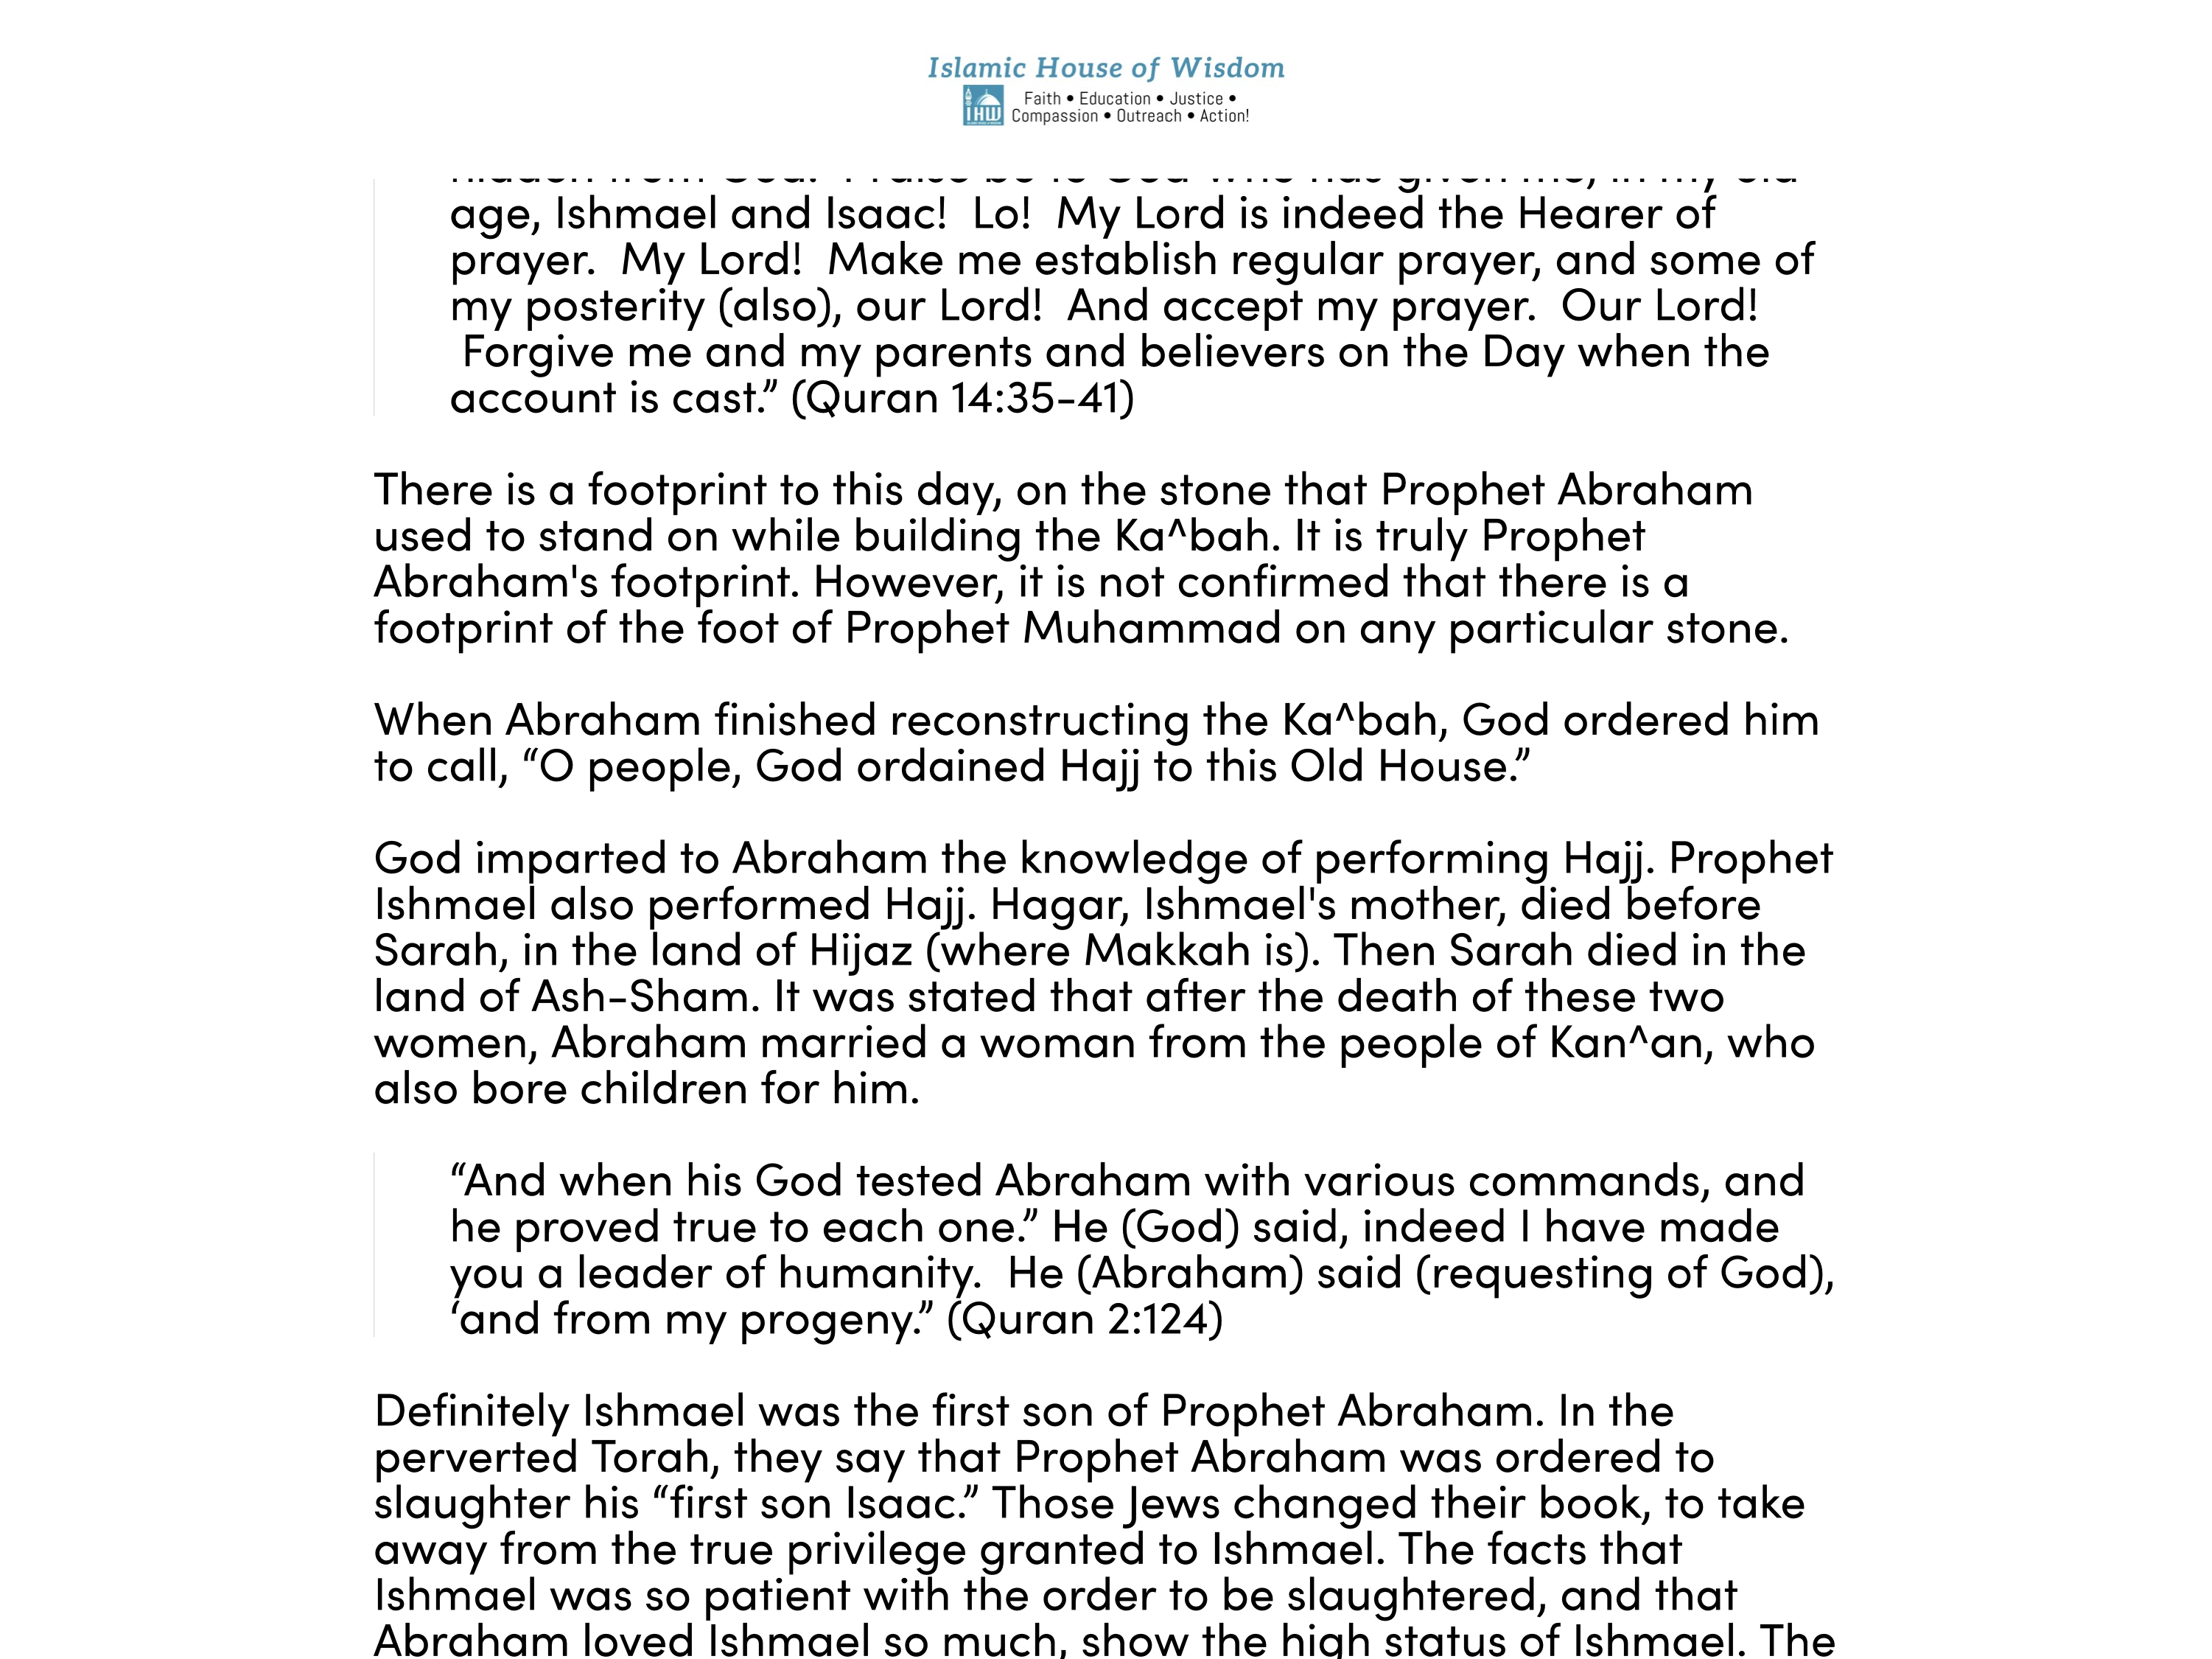 Islamic House of Wisdom
IHW
Faith • Education • Justice •
Compassion • Outreach • Action!
hidden from God! Praise be to God who has given me, in my old
age, Ishmael and Isaac!  Lo!  My Lord is indeed the Hearer of
prayer.  My Lord!  Make me establish regular prayer, and some of
my posterity (also), our Lord!  And accept my prayer.  Our Lord!
Forgive me and my parents and believers on the Day when the
account is cast.” (Quran 14:35-41)
There is a footprint to this day, on the stone that Prophet Abraham
used to stand on while building the Ka^bah. It is truly Prophet
Abraham's footprint. However, it is not confirmed that there is a
footprint of the foot of Prophet Muhammad on any particular stone.
When Abraham finished reconstructing the Ka^bah, God ordered him
to call, “O people, God ordained Hajj to this Old House.”
God imparted to Abraham the knowledge of performing Hajj. Prophet
Ishmael also performed Hajj. Hagar, Ishmael's mother, died before
Sarah, in the land of Hijaz (where Makkah is). Then Sarah died in the
land of Ash-Sham. It was stated that after the death of these two
women, Abraham married a woman from the people of Kan^an, who
also bore children for him.
“And when his God tested Abraham with various commands, and
he proved true to each one.” He (God) said, indeed I have made
you a leader of humanity.  He (Abraham) said (requesting of God),
‘and from my progeny.” (Quran 2:124)
Definitely Ishmael was the first son of Prophet Abraham. In the
perverted Torah, they say that Prophet Abraham was ordered to
slaughter his “first son Isaac.” Those Jews changed their book, to take
away from the true privilege granted to Ishmael. The facts that
Ishmael was so patient with the order to be slaughtered, and that
Abraham loved Ishmael so much, show the high status of Ishmael. The